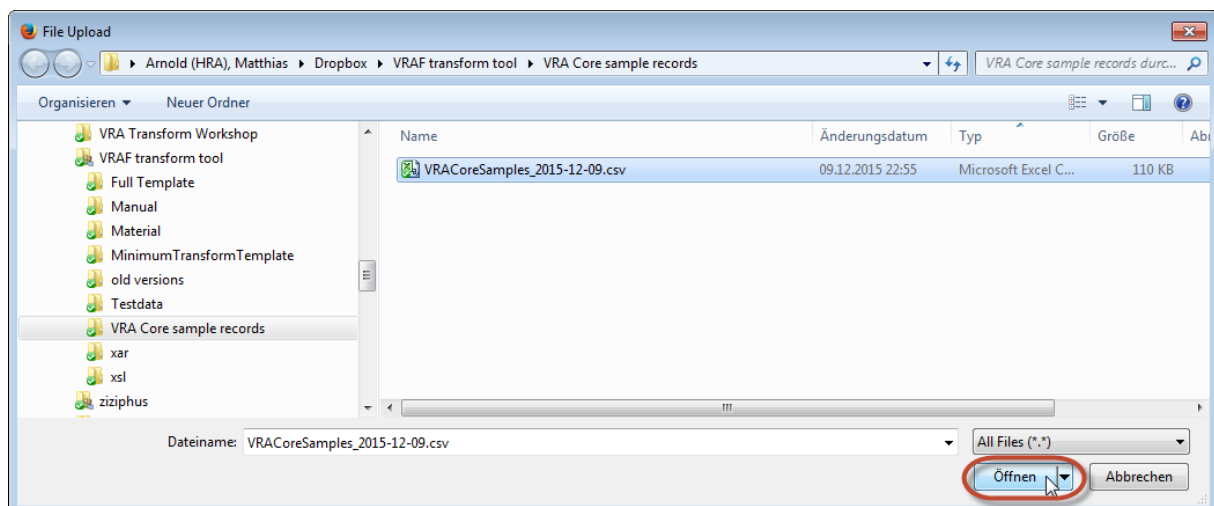 File Upload
Arnold (HRA), Matthias ▸ Dropbox ▸ VRAF transform tool ▸ VRA Core sample records
VRA Core sample records durc...
Organisieren ▾ Neuer Ordner
VRA Transform Workshop
VRAF transform tool
Full Template
Manual
Material
MinimumTransformTemplate
old versions
Testdata
VRA Core sample records
xar
xsl
ziziphus
Name Änderungsdatum Typ Größe
VRACoreSamples_2015-12-09.csv 09.12.2015 22:55 Microsoft Excel C... 110 KB
Dateiname: VRACoreSamples_2015-12-09.csv
All Files (*.*)
Öffnen Abbrechen